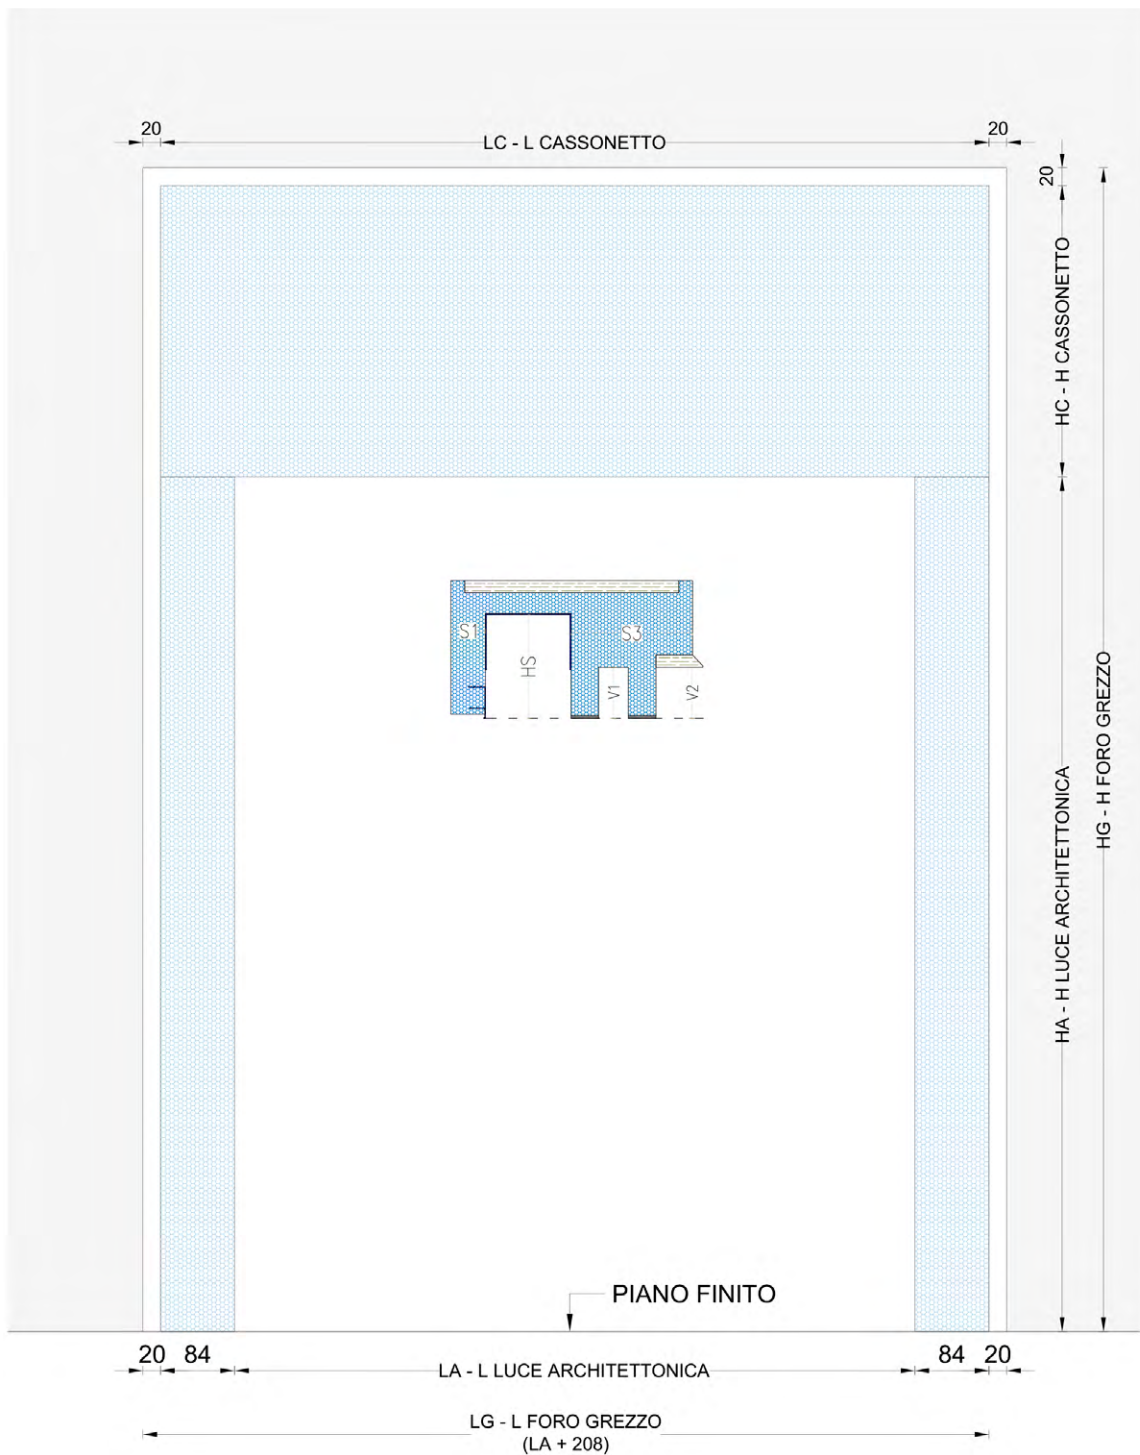 20
LC - L CASSONETTO
20
20
HC - H CASSONETTO
S1
HS
S3
V1
V2
HG - H FORO GREZZO
HA - H LUCE ARCHITETTONICA
PIANO FINITO
20
84
LA - L LUCE ARCHITETTONICA
84
20
LG - L FORO GREZZO
(LA + 208)